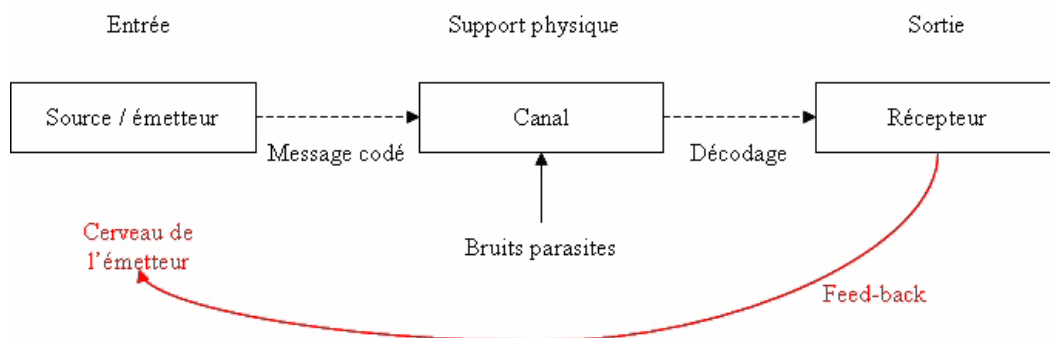 Entrée
Support physique
Sortie
Source / émetteur
Canal
Récepteur
Message codé
Décodage
Bruits parasites
Cerveau de
l'émetteur
Feed-back